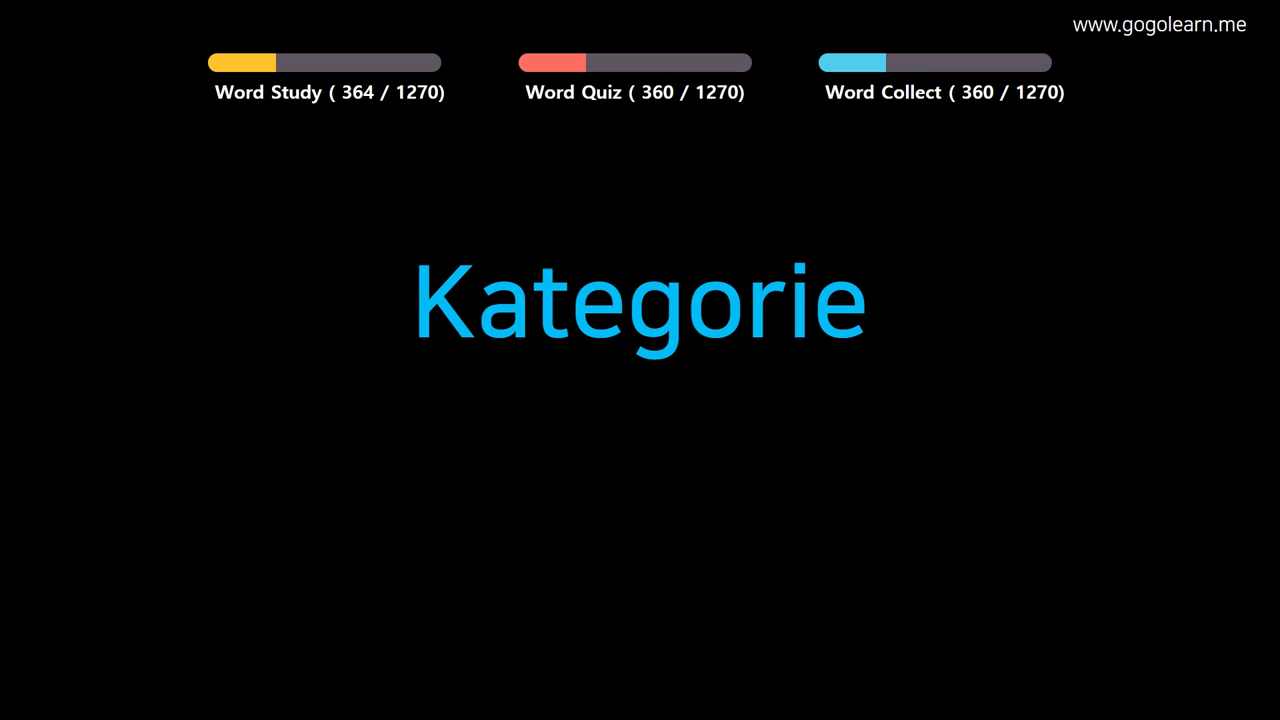 www.gogolearn.me
Word Study ( 364 / 1270)
Word Quiz ( 360 / 1270)
Word Collect ( 360 / 1270)
Kategorie